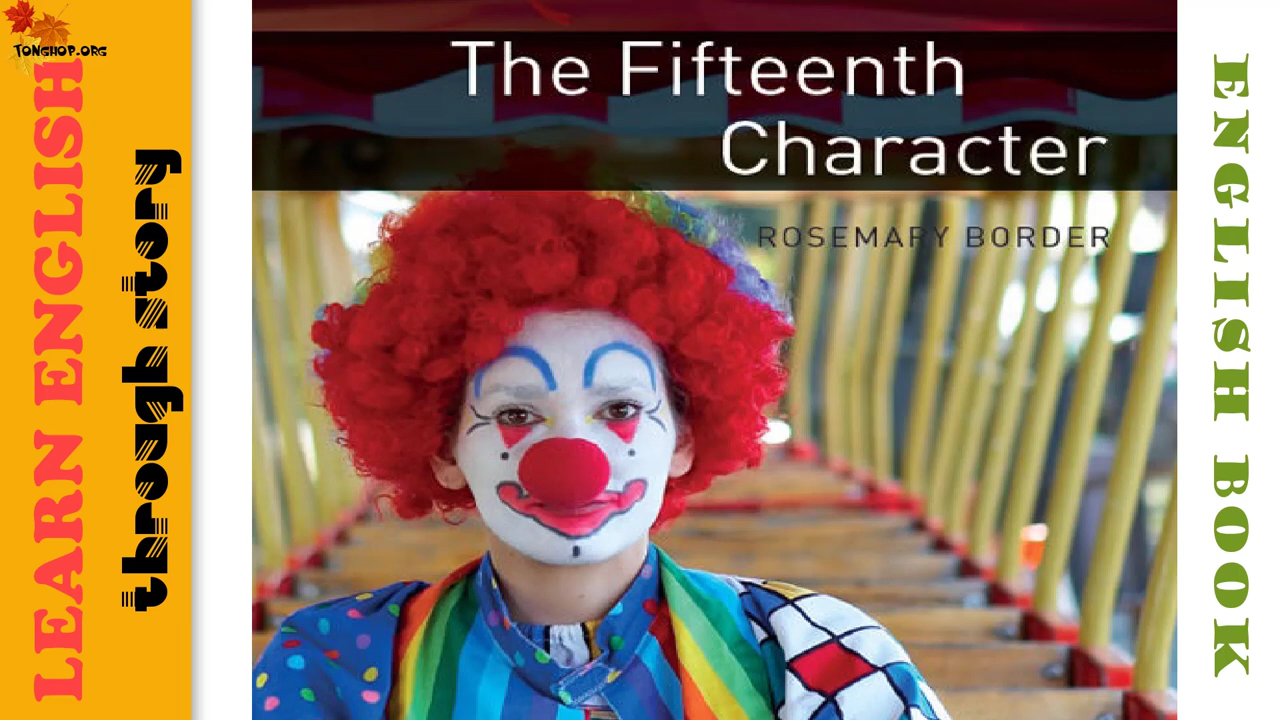 TONGHOP.ORG
LEARN ENGLISH
through story
The Fifteenth
Character
ROSEMARY BORDER
ENGLISH BOOK